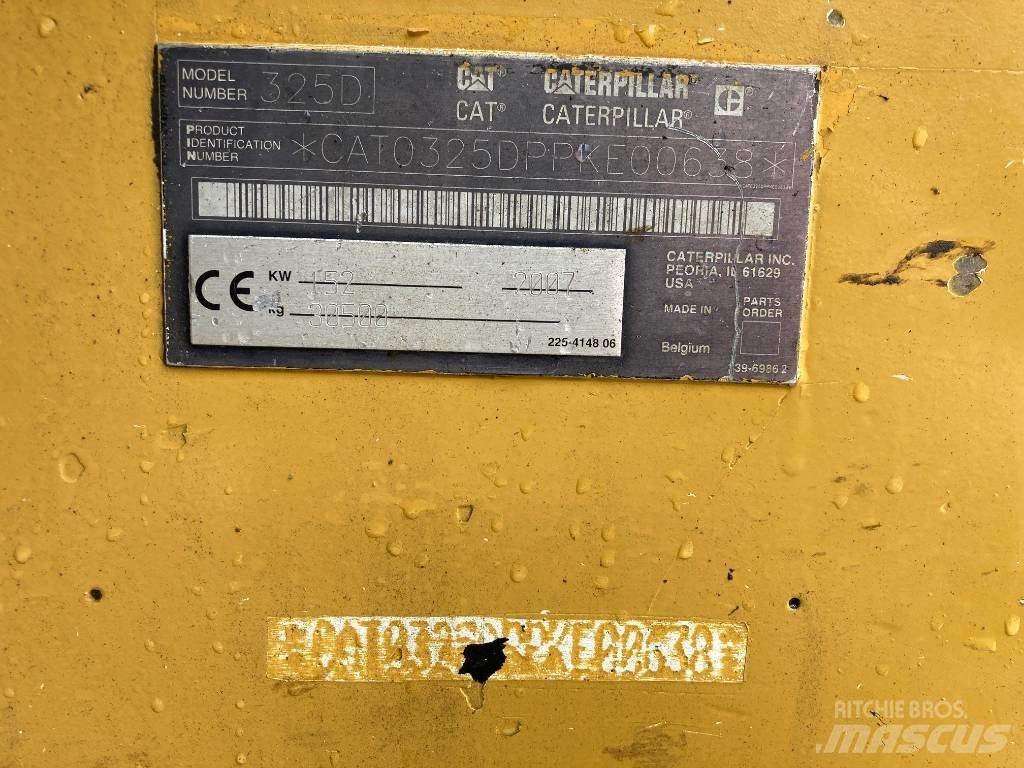 MODEL NUMBER 325D
CAT CATERPILLAR
CAT® CATERPILLAR®
PRODUCT IDENTIFICATION NUMBER *CAT0325DPPKE00638*
CE KW 152 2007
kg 30500
225-4148 06
CATERPILLAR INC.
PEORIA, IL 61629
USA
MADE IN Belgium
PARTS ORDER
39-6986 2
RITCHIE BROS.
MASCUS